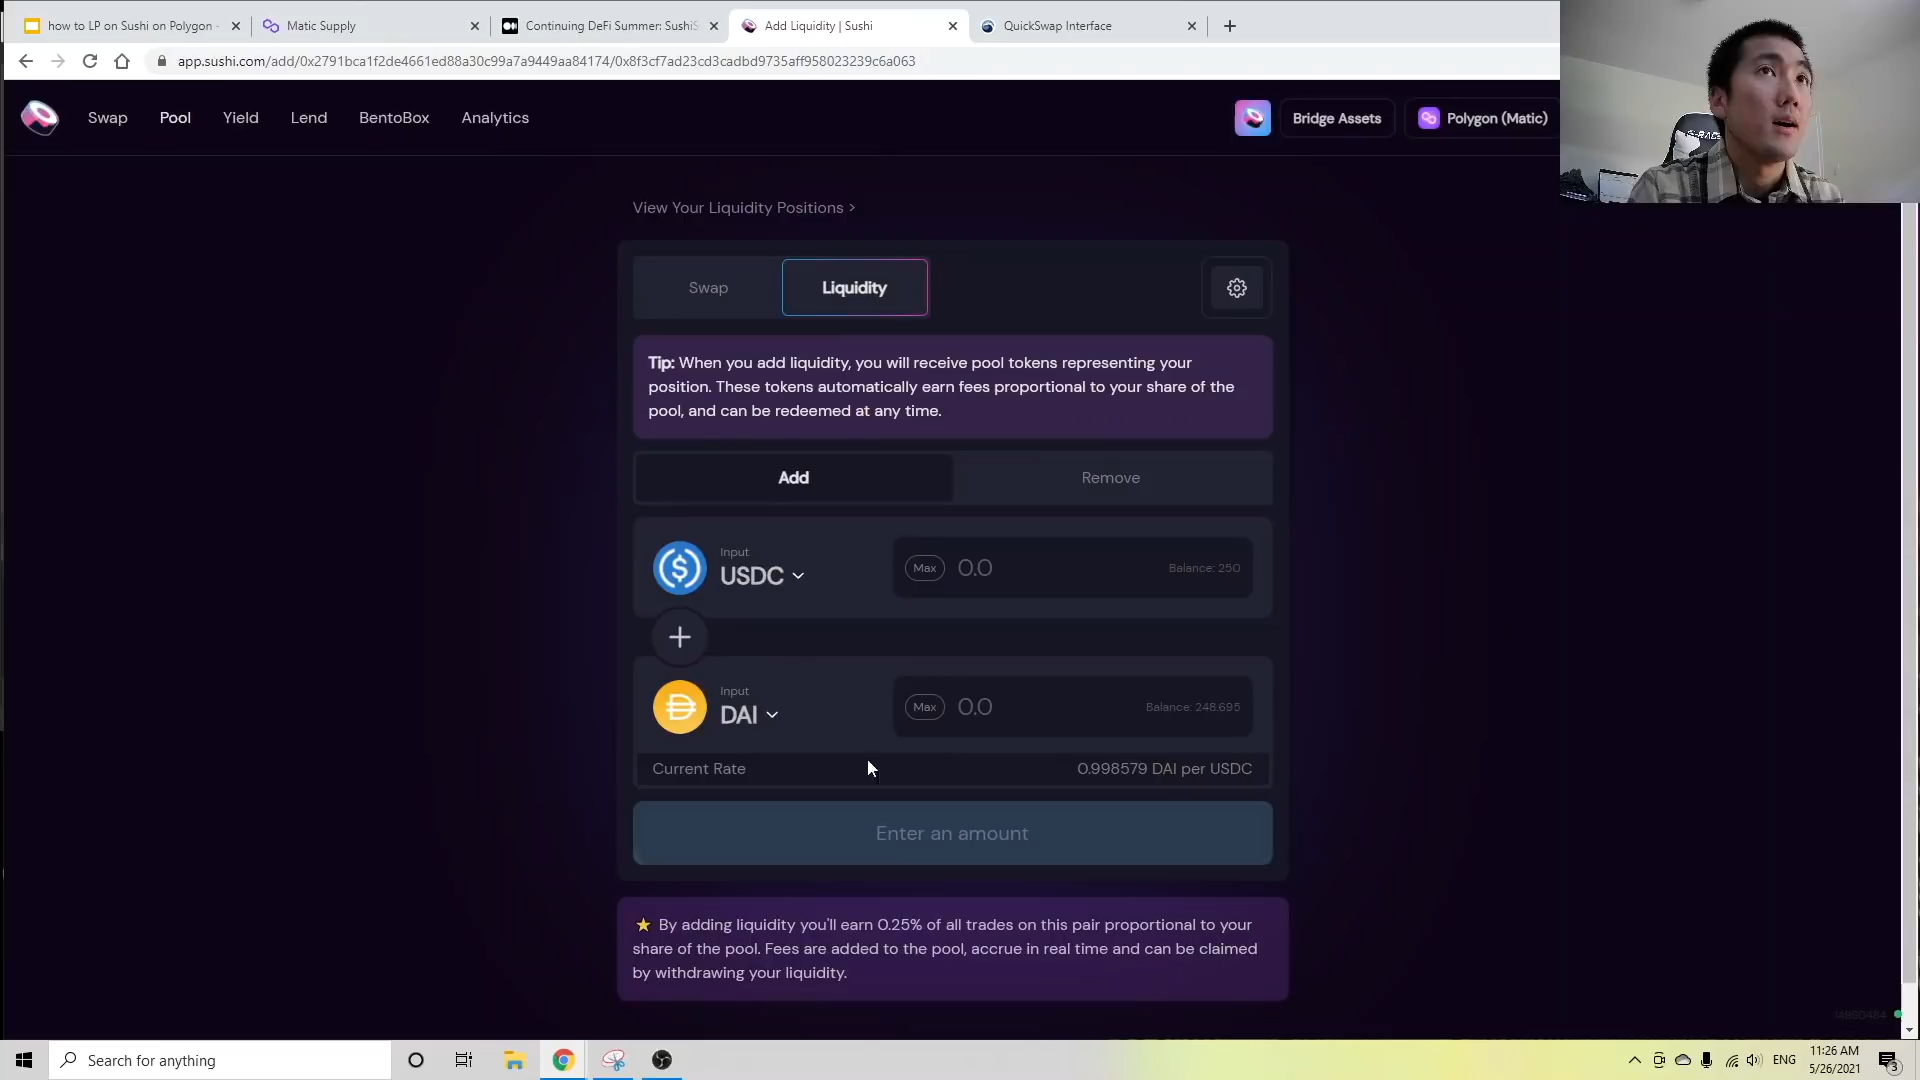 how to LP on Sushi on Polygon -
Matic Supply
Continuing DeFi Summer: SushiS
Add Liquidity | Sushi
QuickSwap Interface
app.sushi.com/add/0x2791bca1f2de4661ed88a30c99a7a9449aa84174/0x8f3cf7ad23cd3cadbd9735aff958023239c6a063
Swap
Pool
Yield
Lend
BentoBox
Analytics
Bridge Assets
Polygon (Matic)
View Your Liquidity Positions >
Swap
Liquidity
Tip: When you add liquidity, you will receive pool tokens representing your
position. These tokens automatically earn fees proportional to your share of the
pool, and can be redeemed at any time.
Add
Remove
Input
USDC
Max
0.0
Balance: 250
Input
DAI
Max
0.0
Balance: 248.695
Current Rate
0.998579 DAI per USDC
Enter an amount
By adding liquidity you'll earn 0.25% of all trades on this pair proportional to your
share of the pool. Fees are added to the pool, accrue in real time and can be claimed
by withdrawing your liquidity.
Search for anything
ENG
11:26 AM
5/26/2021
3